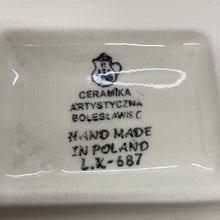 CERAMIKA
ARTYSTYCZNA
BOLESŁAWIEC
HAND MADE
IN POLAND
L.K-687